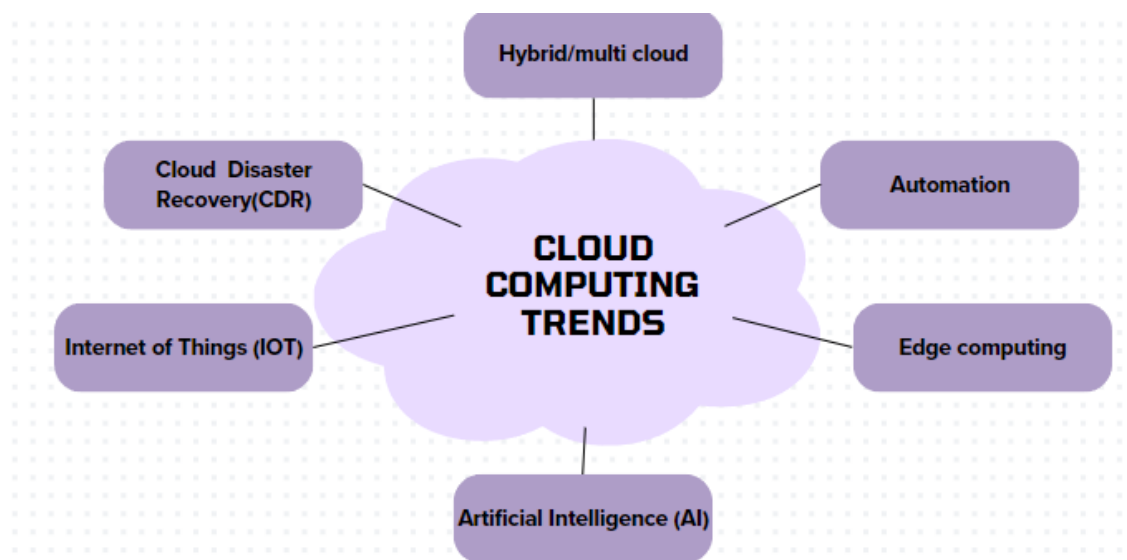 Hybrid/multi cloud
Cloud Disaster
Recovery(CDR)
Automation
CLOUD
COMPUTING
TRENDS
Internet of Things (IOT)
Edge computing
Artificial Intelligence (AI)